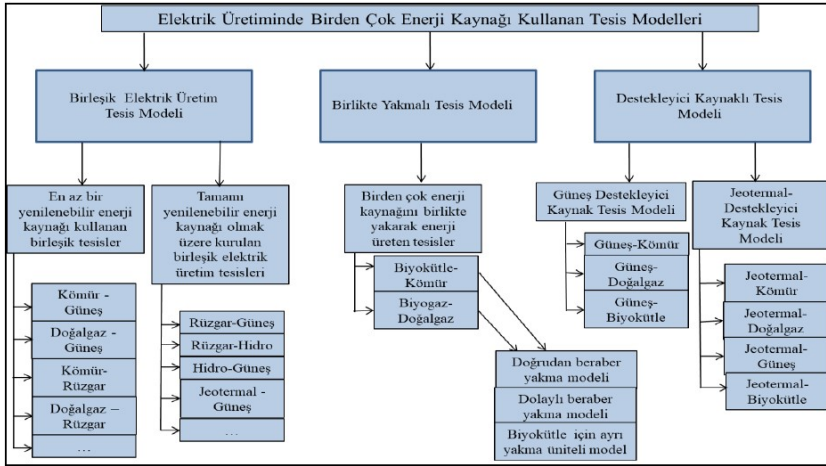 Elektrik Üretiminde Birden Çok Enerji Kaynağı Kullanan Tesis Modelleri
Birleşik Elektrik Üretim
Tesis Modeli
En az bir
yenilenebilir enerji
kaynağı kullanan
birleşik tesisler
Kömür -
Güneş
Doğalgaz -
Güneş
Kömür-
Rüzgar
Doğalgaz –
Rüzgar
...
Tamamı
yenilenebilir enerji
kaynağı olmak
üzere kurulan
birleşik elektrik
üretim tesisleri
Rüzgar-Güneş
Rüzgar-Hidro
Hidro-Güneş
Jeotermal -
Güneş
...
Birlikte Yakmalı Tesis Modeli
Birden çok enerji
kaynağını birlikte
yakarak enerji
üreten tesisler
Biyokütle-
Kömür
Biyogaz-
Doğalgaz
Doğrudan beraber
yakma modeli
Dolaylı beraber
yakma modeli
Biyokütle için ayrı
yakma üniteli model
Destekleyici Kaynaklı Tesis
Modeli
Güneş Destekleyici
Kaynak Tesis Modeli
Güneş-Kömür
Güneş-
Doğalgaz
Güneş-
Biyokütle
Jeotermal-
Destekleyici
Kaynak Tesis
Modeli
Jeotermal-
Kömür
Jeotermal-
Doğalgaz
Jeotermal-
Güneş
Jeotermal-
Biyokütle